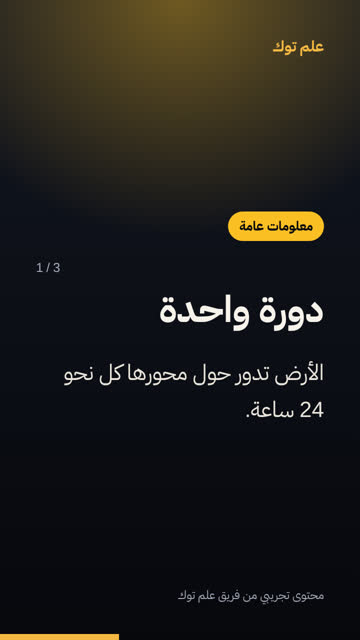 علم توك
معلومات عامة
1 / 3
دورة واحدة
الأرض تدور حول محورها كل نحو
24 ساعة.
محتوى تجريبي من فريق علم توك